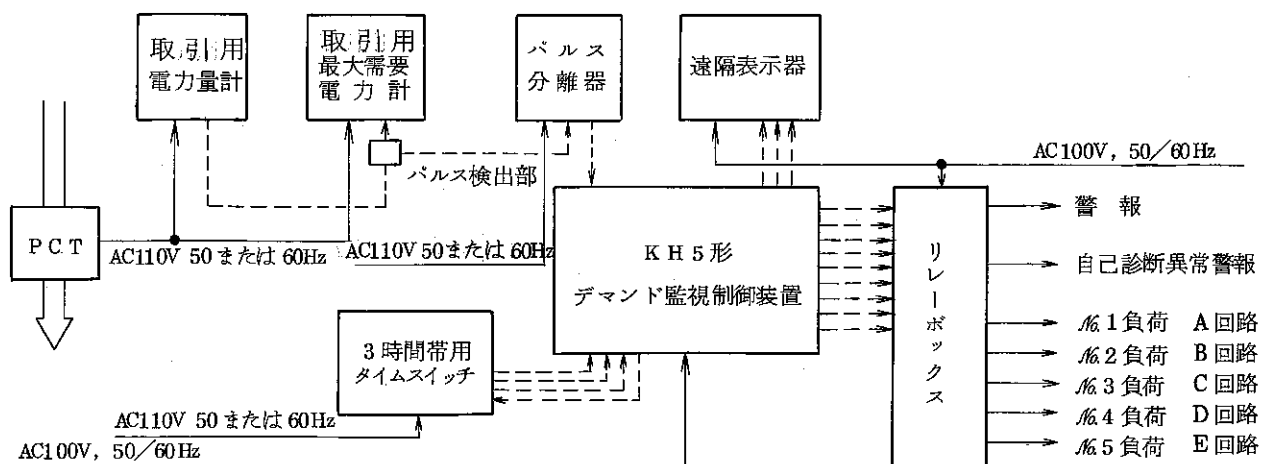 取引用
電力量計
取引用
最大需要
電力計
パルス
分離器
遠隔表示器
AC100V, 50/60Hz
パルス検出部
PCT
AC110V 50または60Hz
AC110V 50または60Hz
KH5形
デマンド監視制御装置
リレーボックス
警報
自己診断異常警報
№1負荷 A回路
№2負荷 B回路
№3負荷 C回路
№4負荷 D回路
№5負荷 E回路
3時間帯用
タイムスイッチ
AC110V 50または60Hz
AC100V, 50/60Hz